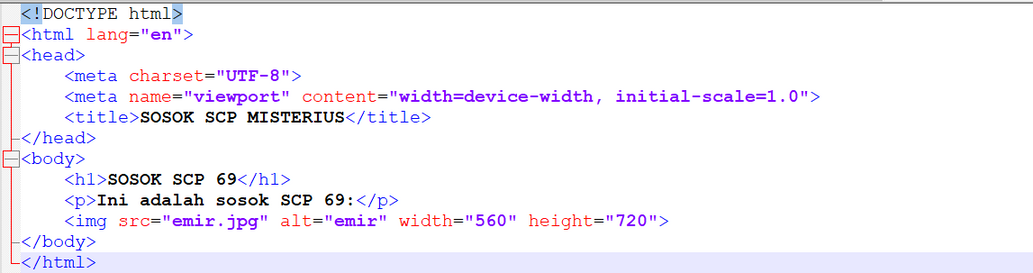 <!DOCTYPE html>
<html lang="en">
<head>
    <meta charset="UTF-8">
    <meta name="viewport" content="width=device-width, initial-scale=1.0">
    <title>SOSOK SCP MISTERIUS</title>
</head>
<body>
    <h1>SOSOK SCP 69</h1>
    <p>Ini adalah sosok SCP 69:</p>
    <img src="emir.jpg" alt="emir" width="560" height="720">
</body>
</html>